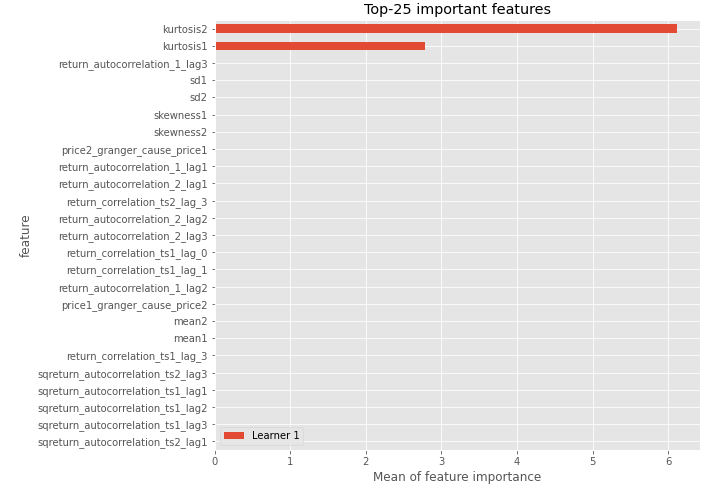 Top-25 important features
kurtosis2
kurtosis1
return_autocorrelation_1_lag3
sd1
sd2
skewness1
skewness2
price2_granger_cause_price1
return_autocorrelation_1_lag1
return_autocorrelation_2_lag1
return_correlation_ts2_lag_3
return_autocorrelation_2_lag2
return_autocorrelation_2_lag3
return_correlation_ts1_lag_0
return_correlation_ts1_lag_1
return_autocorrelation_1_lag2
price1_granger_cause_price2
mean2
mean1
return_correlation_ts1_lag_3
sqreturn_autocorrelation_ts2_lag3
sqreturn_autocorrelation_ts1_lag1
sqreturn_autocorrelation_ts1_lag2
sqreturn_autocorrelation_ts1_lag3
sqreturn_autocorrelation_ts2_lag1
feature
Learner 1
0 1 2 3 4 5 6
Mean of feature importance